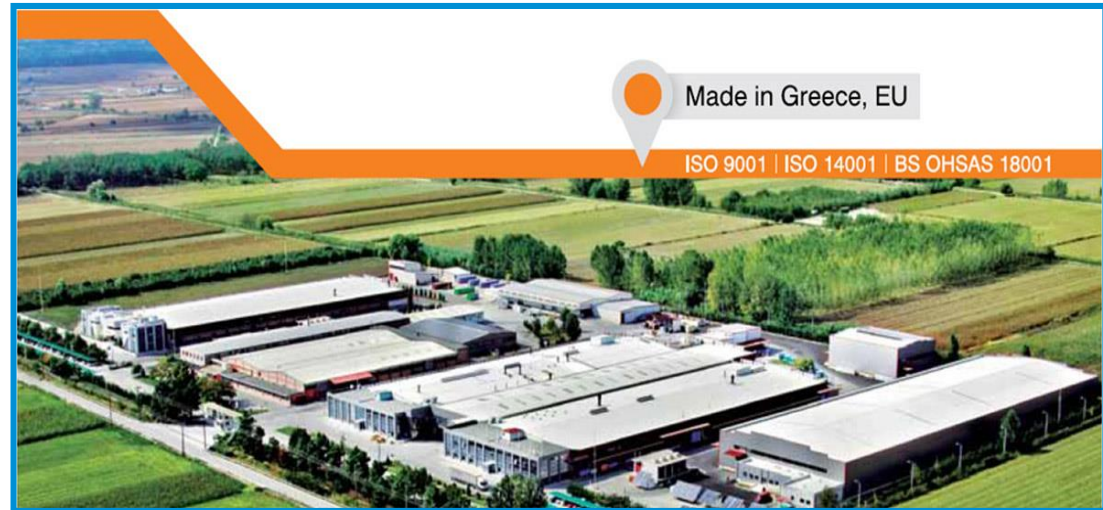 Made in Greece, EU
ISO 9001 | ISO 14001 | BS OHSAS 18001